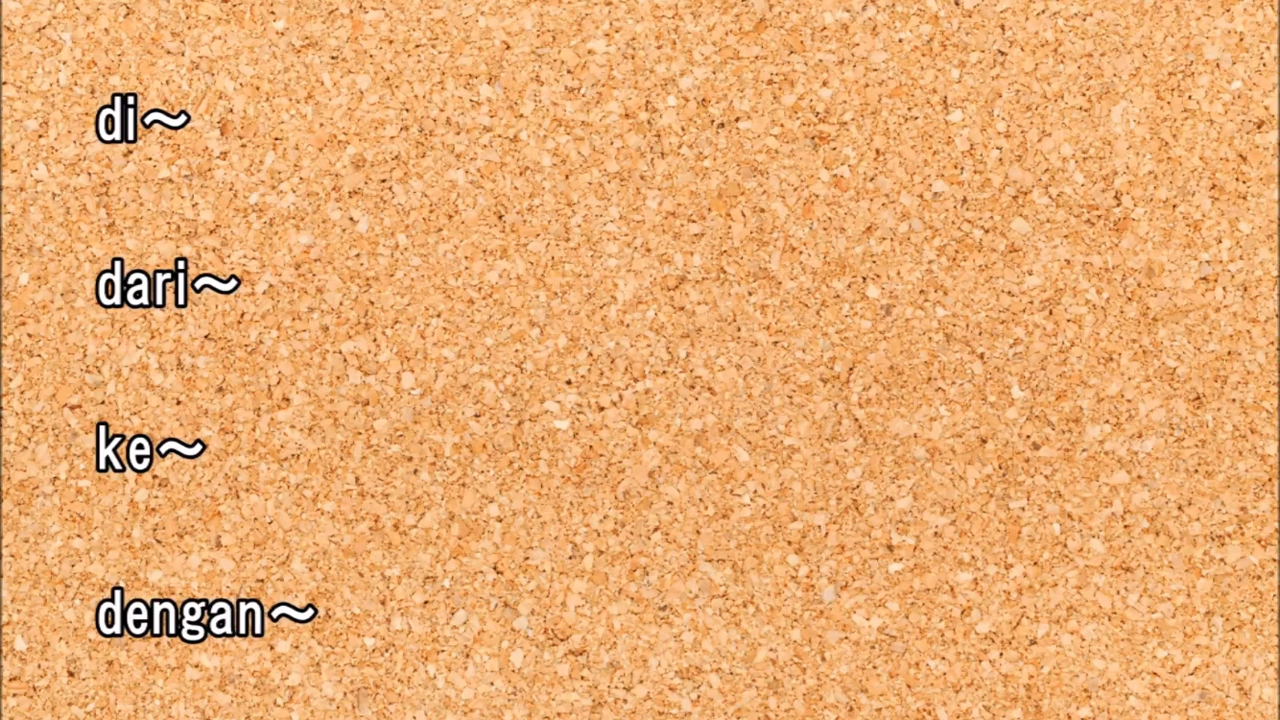 di～
dari～
ke～
dengan～